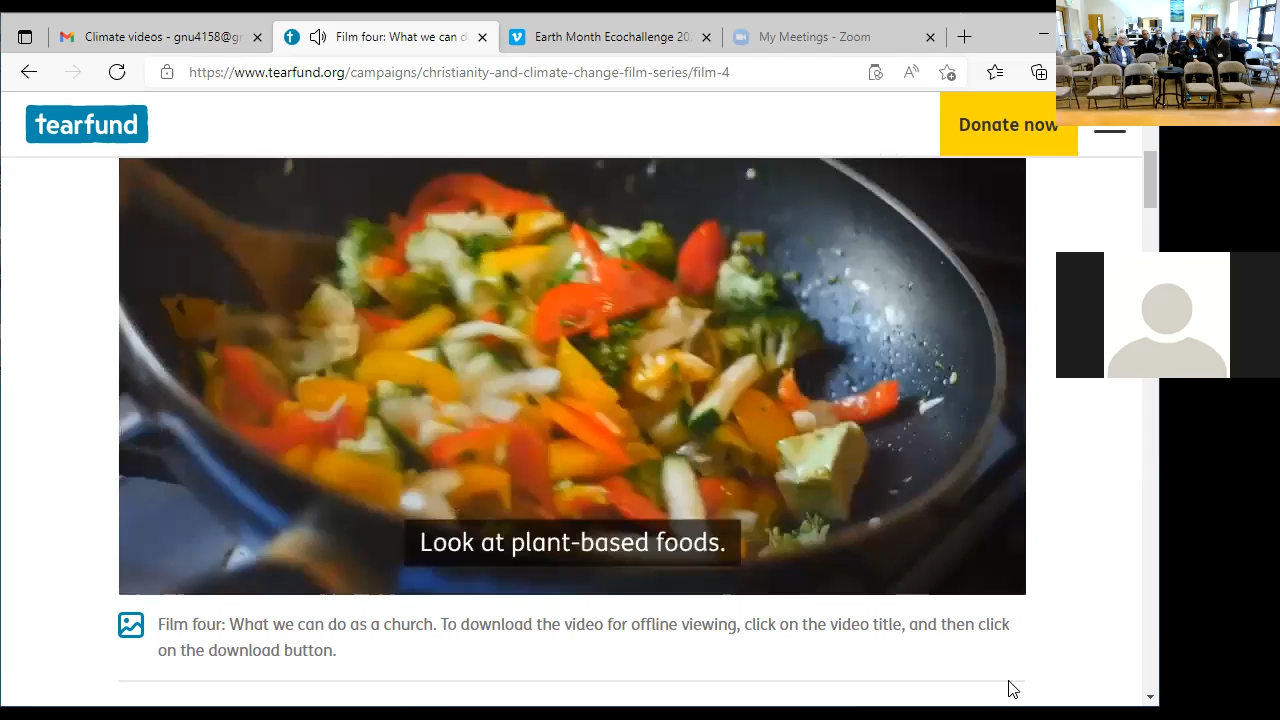 Climate videos - gnu4158@gr
Film four: What we can d
Earth Month Ecochallenge 20
My Meetings - Zoom
https://www.tearfund.org/campaigns/christianity-and-climate-change-film-series/film-4
tearfund
Donate now
Look at plant-based foods.
Film four: What we can do as a church. To download the video for offline viewing, click on the video title, and then click
on the download button.